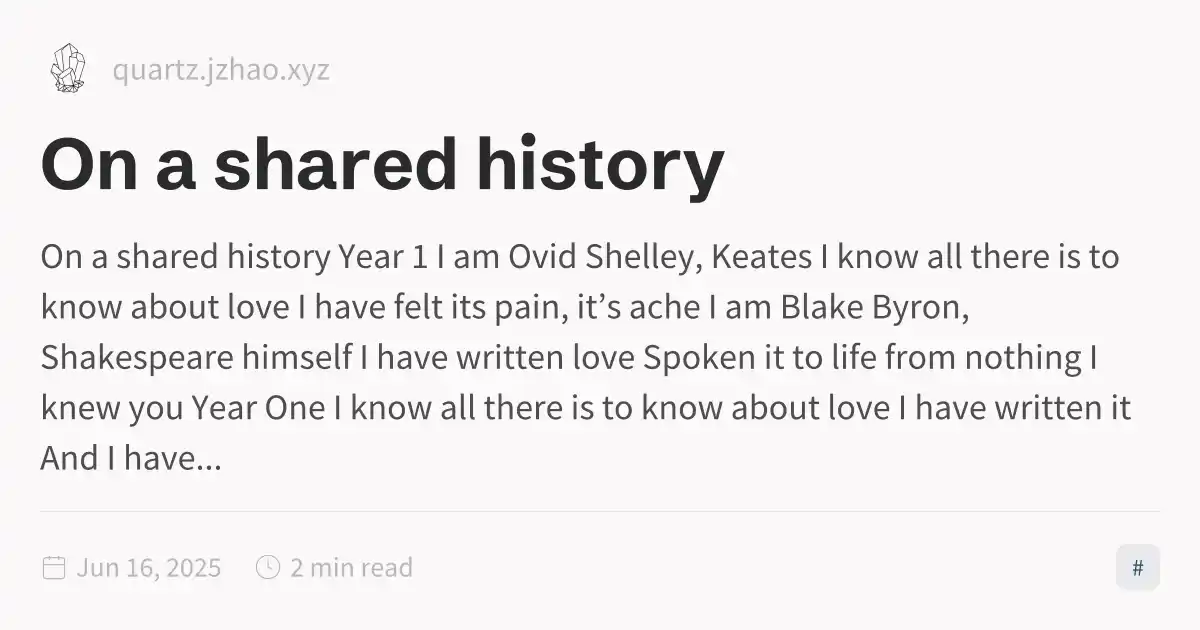 quartz.jzhao.xyz
On a shared history
On a shared history Year 1 I am Ovid Shelley, Keates I know all there is to
know about love I have felt its pain, it’s ache I am Blake Byron,
Shakespeare himself I have written love Spoken it to life from nothing I
knew you Year One I know all there is to know about love I have written it
And I have...
Jun 16, 2025 2 min read #